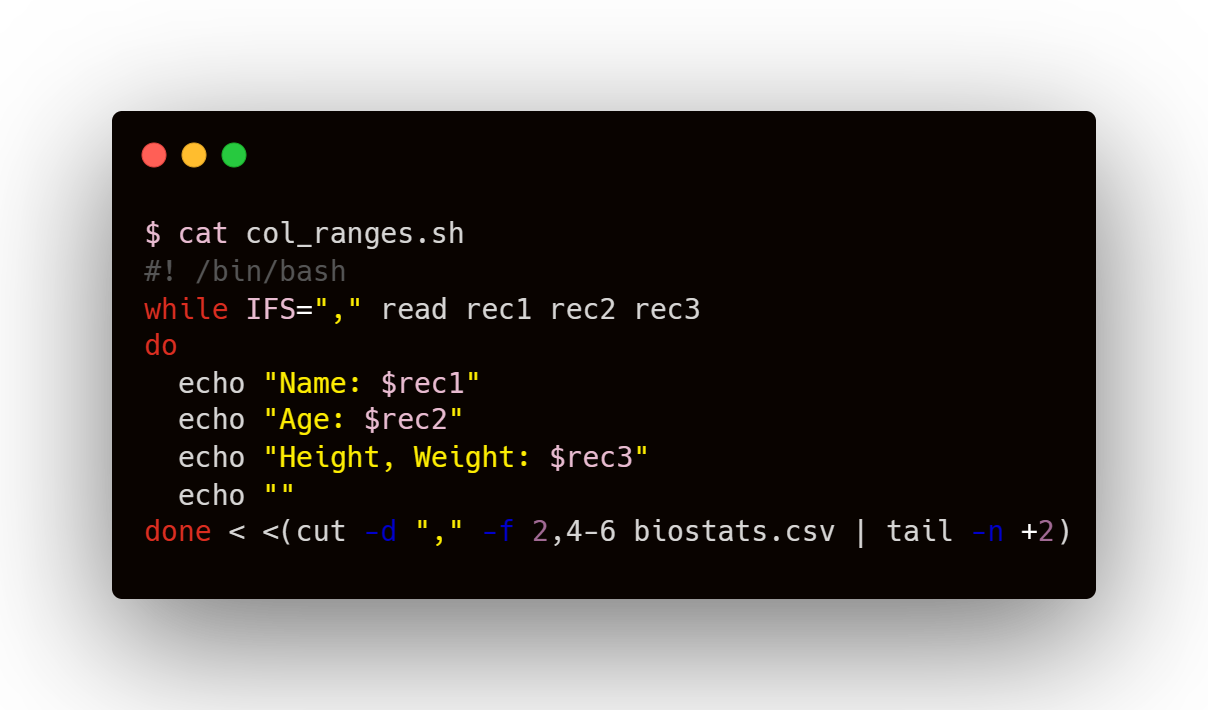 $ cat col_ranges.sh
#! /bin/bash
while IFS="," read rec1 rec2 rec3
do
  echo "Name: $rec1"
  echo "Age: $rec2"
  echo "Height, Weight: $rec3"
  echo ""
done < <(cut -d "," -f 2,4-6 biostats.csv | tail -n +2)